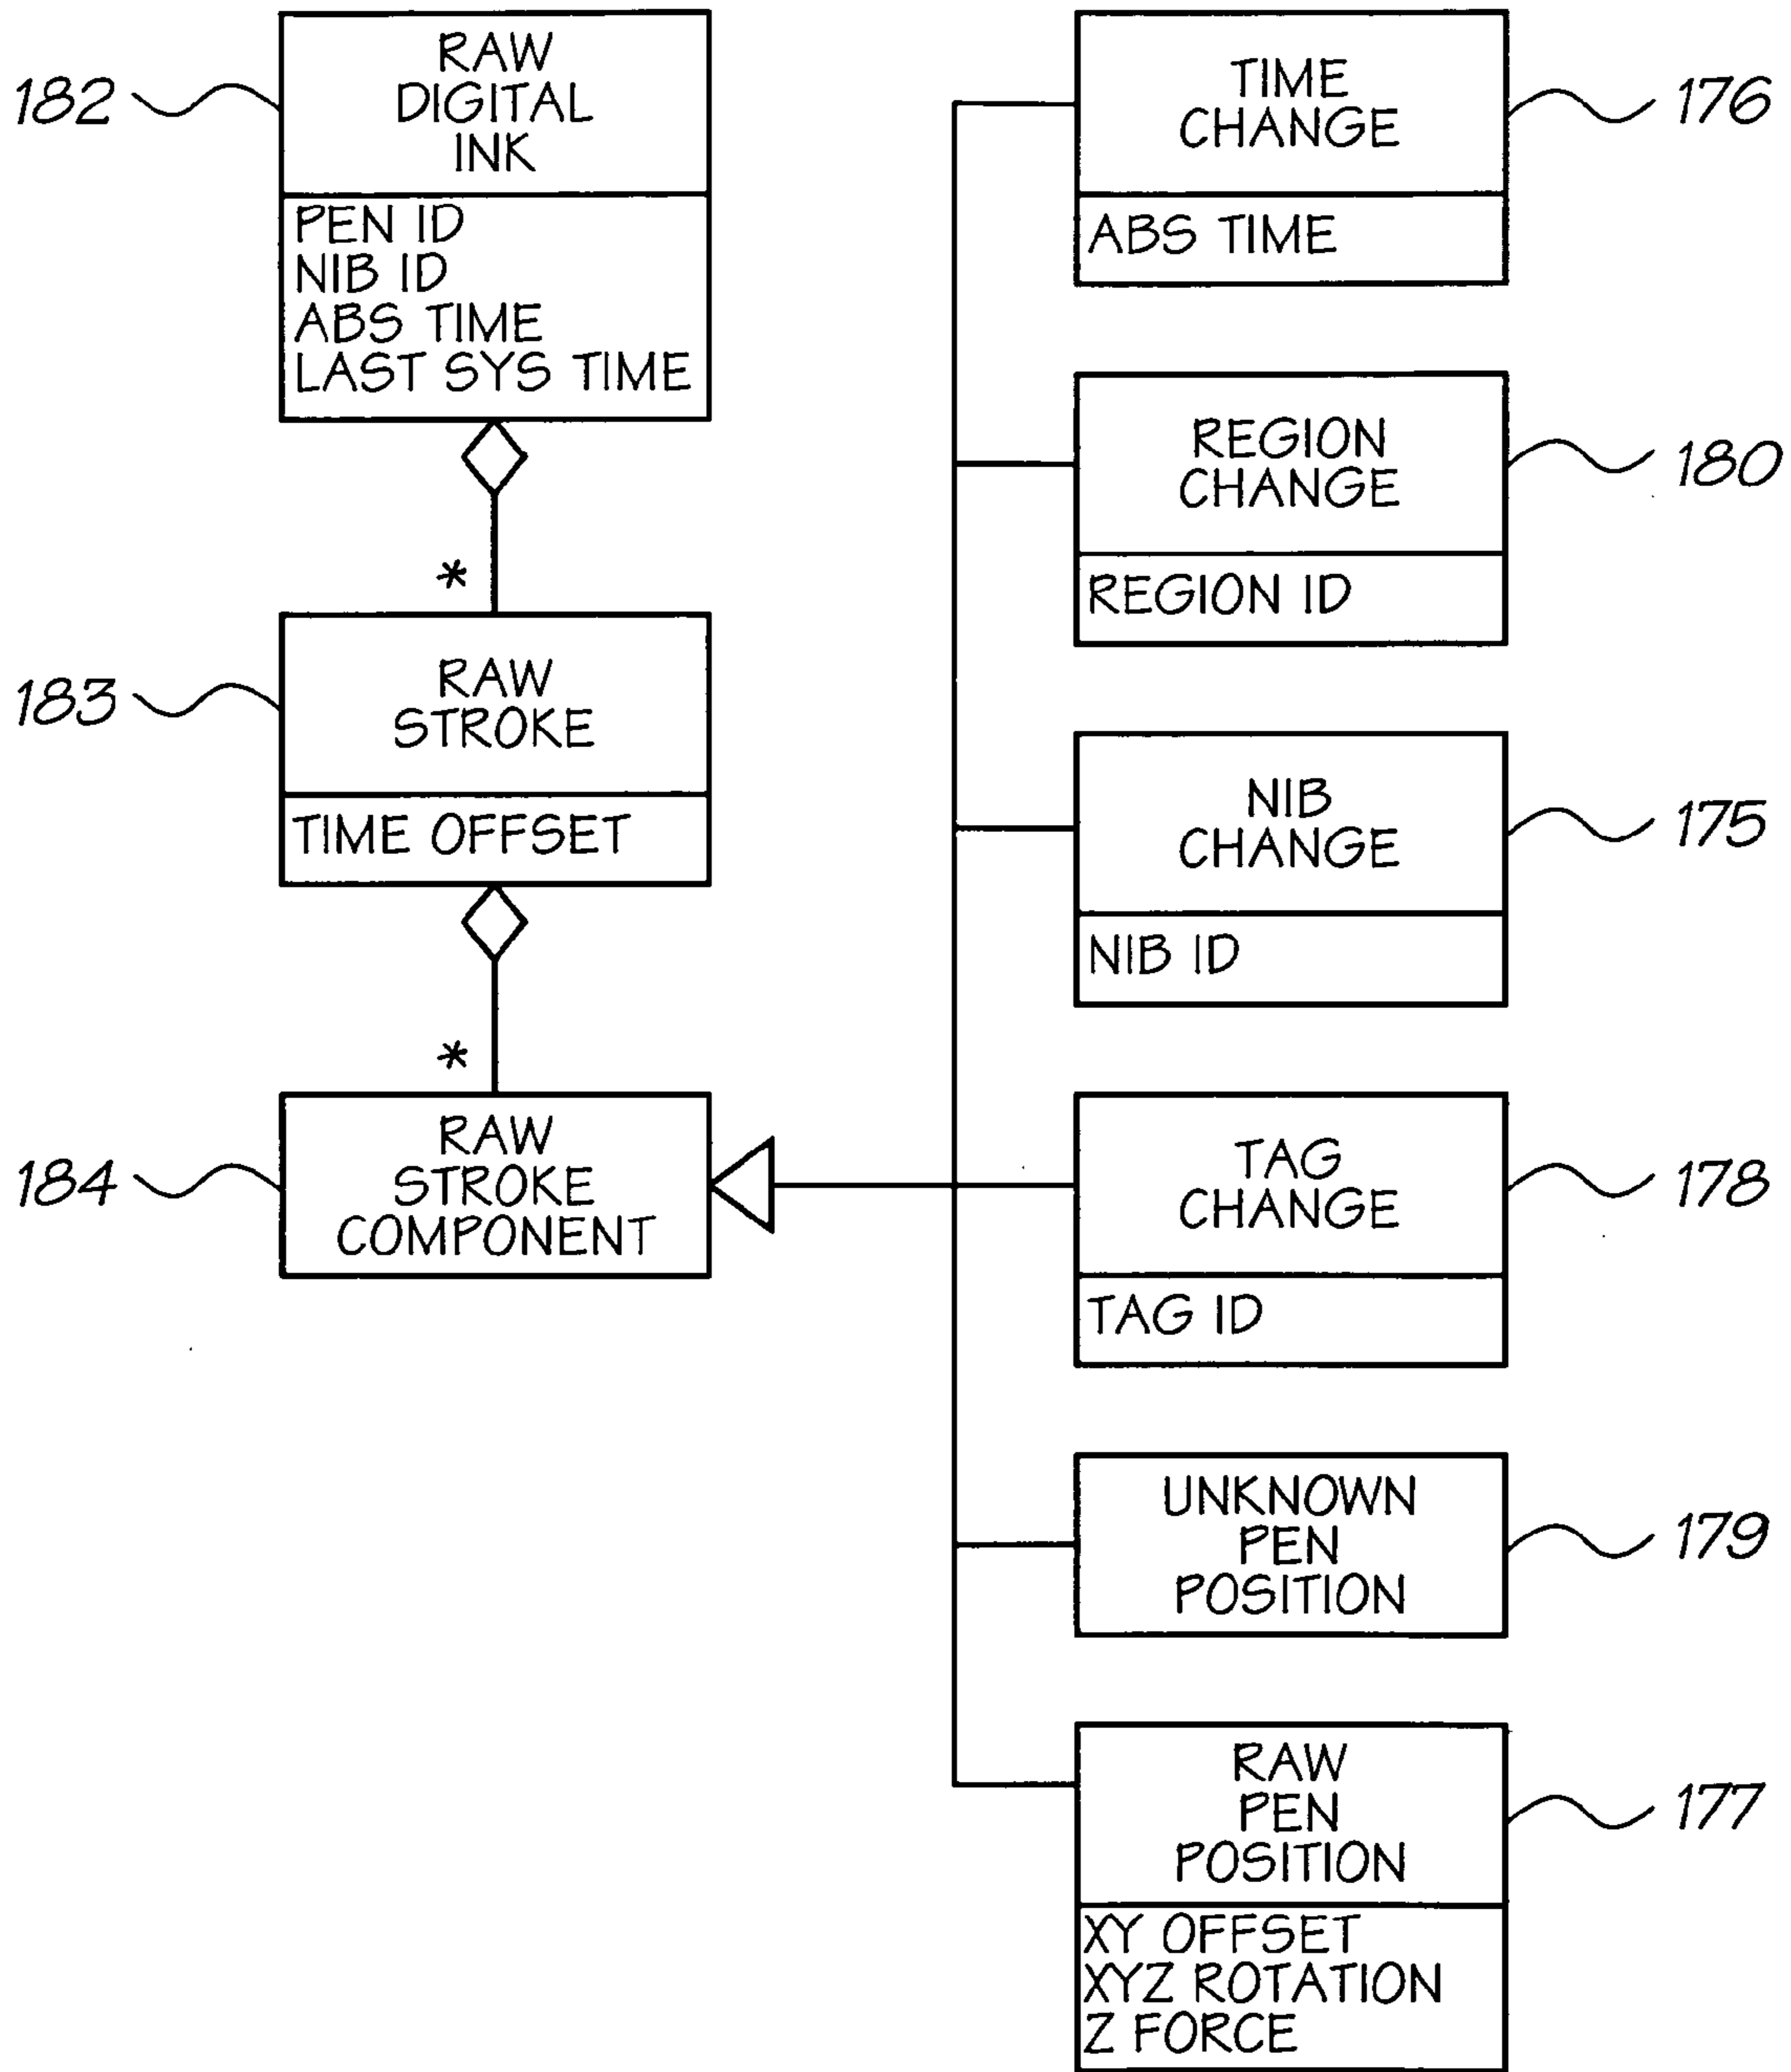 182
RAW
DIGITAL
INK
PEN ID
NIB ID
ABS TIME
LAST SYS TIME
*
183
RAW
STROKE
TIME OFFSET
*
184
RAW
STROKE
COMPONENT
TIME
CHANGE
176
ABS TIME
REGION
CHANGE
180
REGION ID
NIB
CHANGE
175
NIB ID
TAG
CHANGE
178
TAG ID
UNKNOWN
PEN
POSITION
179
RAW
PEN
POSITION
177
XY OFFSET
XYZ ROTATION
Z FORCE